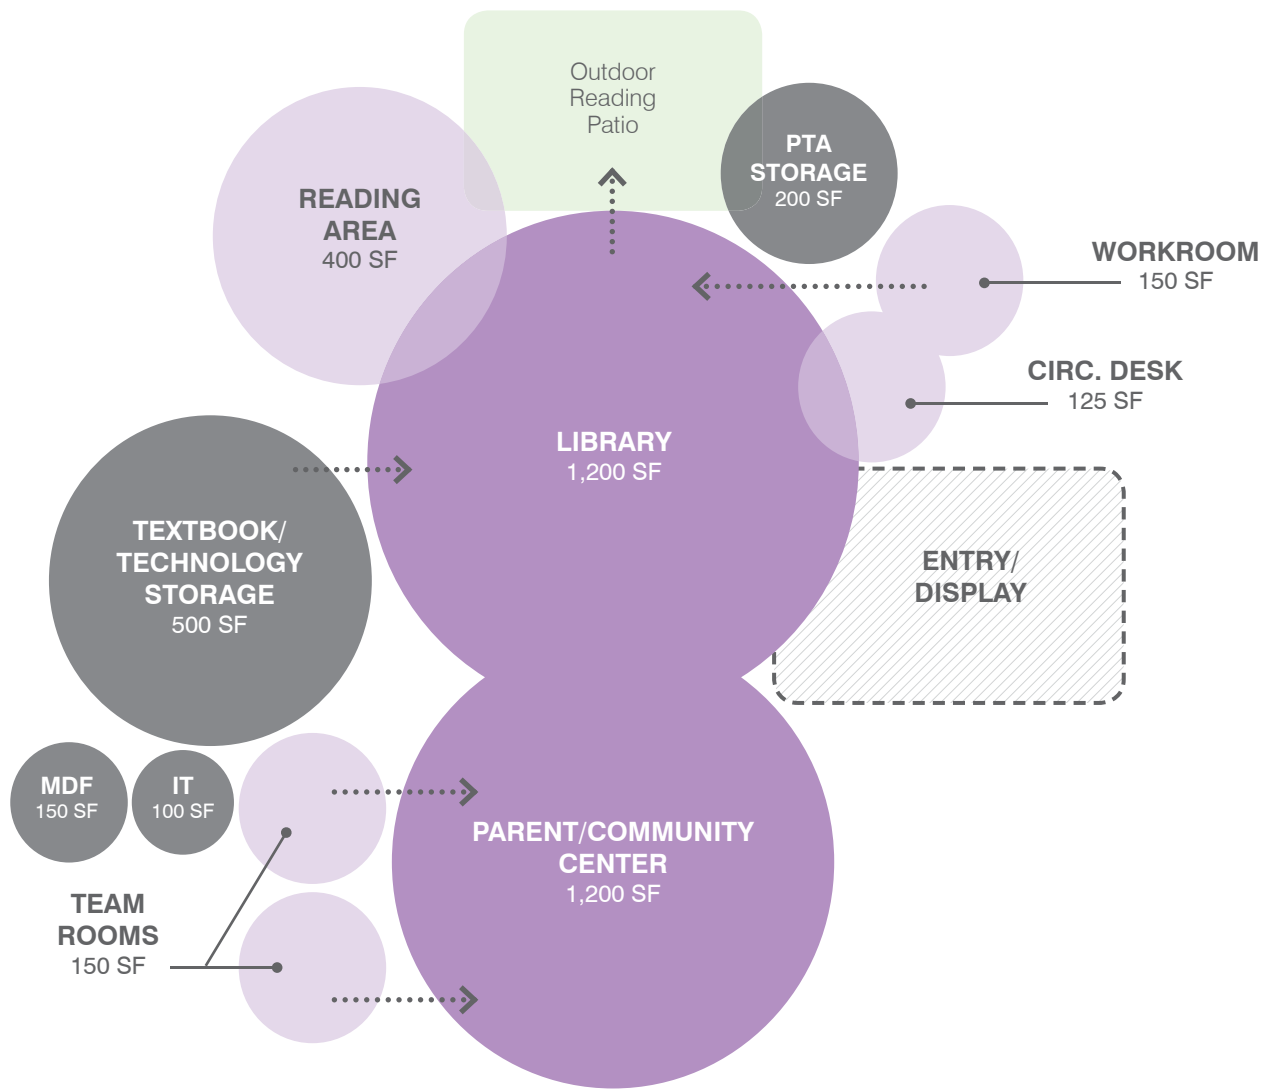 Outdoor
Reading
Patio
PTA
STORAGE
200 SF
READING
AREA
400 SF
WORKROOM
150 SF
CIRC. DESK
125 SF
LIBRARY
1,200 SF
TEXTBOOK/
TECHNOLOGY
STORAGE
500 SF
ENTRY/
DISPLAY
MDF
150 SF
IT
100 SF
PARENT/COMMUNITY
CENTER
1,200 SF
TEAM
ROOMS
150 SF